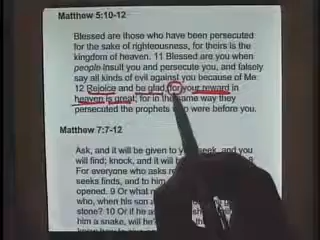 Matthew 5:10-12
Blessed are those who have been persecuted
for the sake of righteousness, for theirs is the
kingdom of heaven. 11 Blessed are you when
people insult you and persecute you, and falsely
say all kinds of evil against you because of Me
12 Rejoice and be glad for your reward in
heaven is great; for in the same way they
persecuted the prophets who were before you.
Matthew 7:7-12
Ask, and it will be given to you; seek, and you
will find; knock, and it will be
For everyone who asks
seeks finds, and to him
opened. 9 Or what
who, when his son
stone? 10 Or if he as
a snake, will he